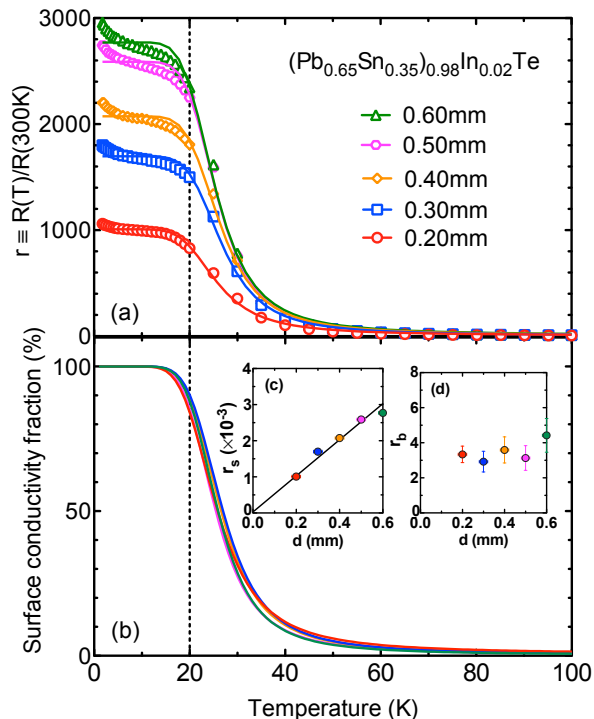 3000
2000
1000
0
r ≡ R(T)/R(300K)
(Pb0.65Sn0.35)0.98In0.02Te
0.60mm
0.50mm
0.40mm
0.30mm
0.20mm
(a)
100
50
0
Surface conductivity fraction (%)
(b)
(c)
4
3
2
1
0
rs (×10-3)
0.0 0.2 0.4 0.6
d (mm)
(d)
8
6
4
2
0
rb
0.0 0.2 0.4 0.6
d (mm)
0 20 40 60 80 100
Temperature (K)